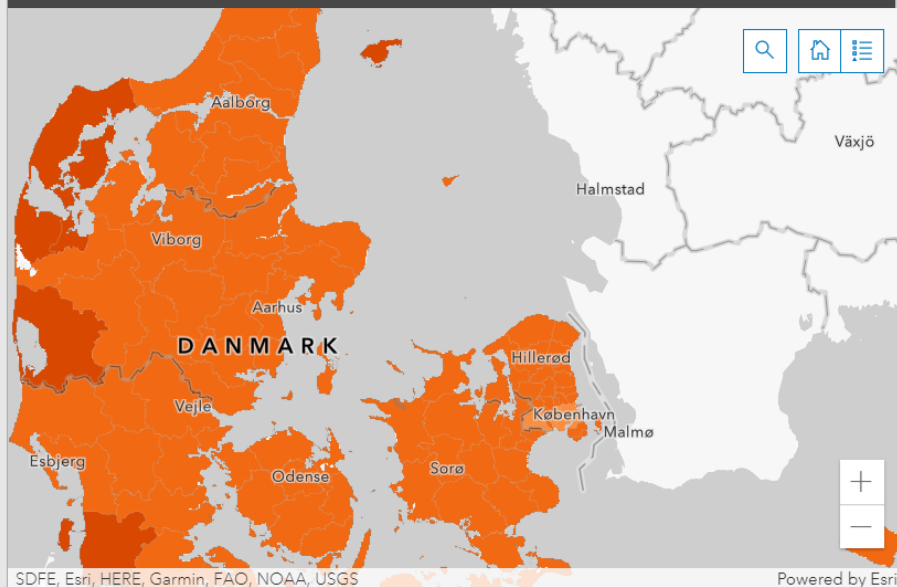 Aalborg
Växjö
Halmstad
Viborg
Aarhus
DANMARK
Hillerød
Vejle
København
Malmø
Esbjerg
Sorø
Odense
SDFE, Esri, HERE, Garmin, FAO, NOAA, USGS
Powered by Esri